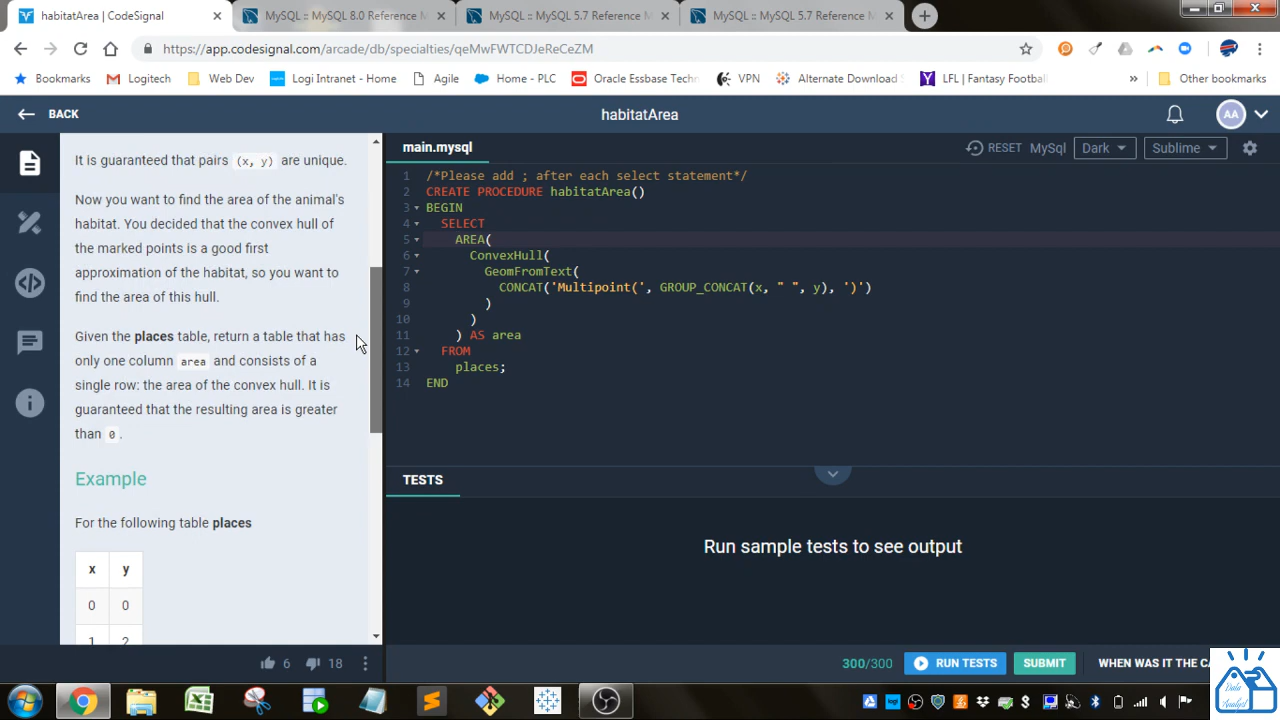 habitatArea | CodeSignal
MySQL :: MySQL 8.0 Reference M
MySQL :: MySQL 5.7 Reference M
MySQL :: MySQL 5.7 Reference M
https://app.codesignal.com/arcade/db/specialties/qeMwFWTCDJeReCeZM
Bookmarks
Logitech
Web Dev
Logi Intranet - Home
Agile
Home - PLC
Oracle Essbase Techn
VPN
Alternate Download
LFL | Fantasy Football
»
Other bookmarks
BACK
habitatArea
AA
It is guaranteed that pairs (x, y) are unique.
Now you want to find the area of the animal's
habitat. You decided that the convex hull of
the marked points is a good first
approximation of the habitat, so you want to
find the area of this hull.
Given the places table, return a table that has
only one column area and consists of a
single row: the area of the convex hull. It is
guaranteed that the resulting area is greater
than 0.
Example
For the following table places
x y
0 0
1 2
6 18
main.mysql
RESET MySql Dark Sublime
1 /*Please add ; after each select statement*/
2 CREATE PROCEDURE habitatArea()
3 BEGIN
4 SELECT
5 AREA(
6 ConvexHull(
7 GeomFromText(
8 CONCAT('Multipoint(', GROUP_CONCAT(x, " ", y), ')')
9 )
10 )
11 ) AS area
12 FROM
13 places;
14 END
TESTS
Run sample tests to see output
300/300 RUN TESTS SUBMIT WHEN WAS IT THE CA
Data
Analyst